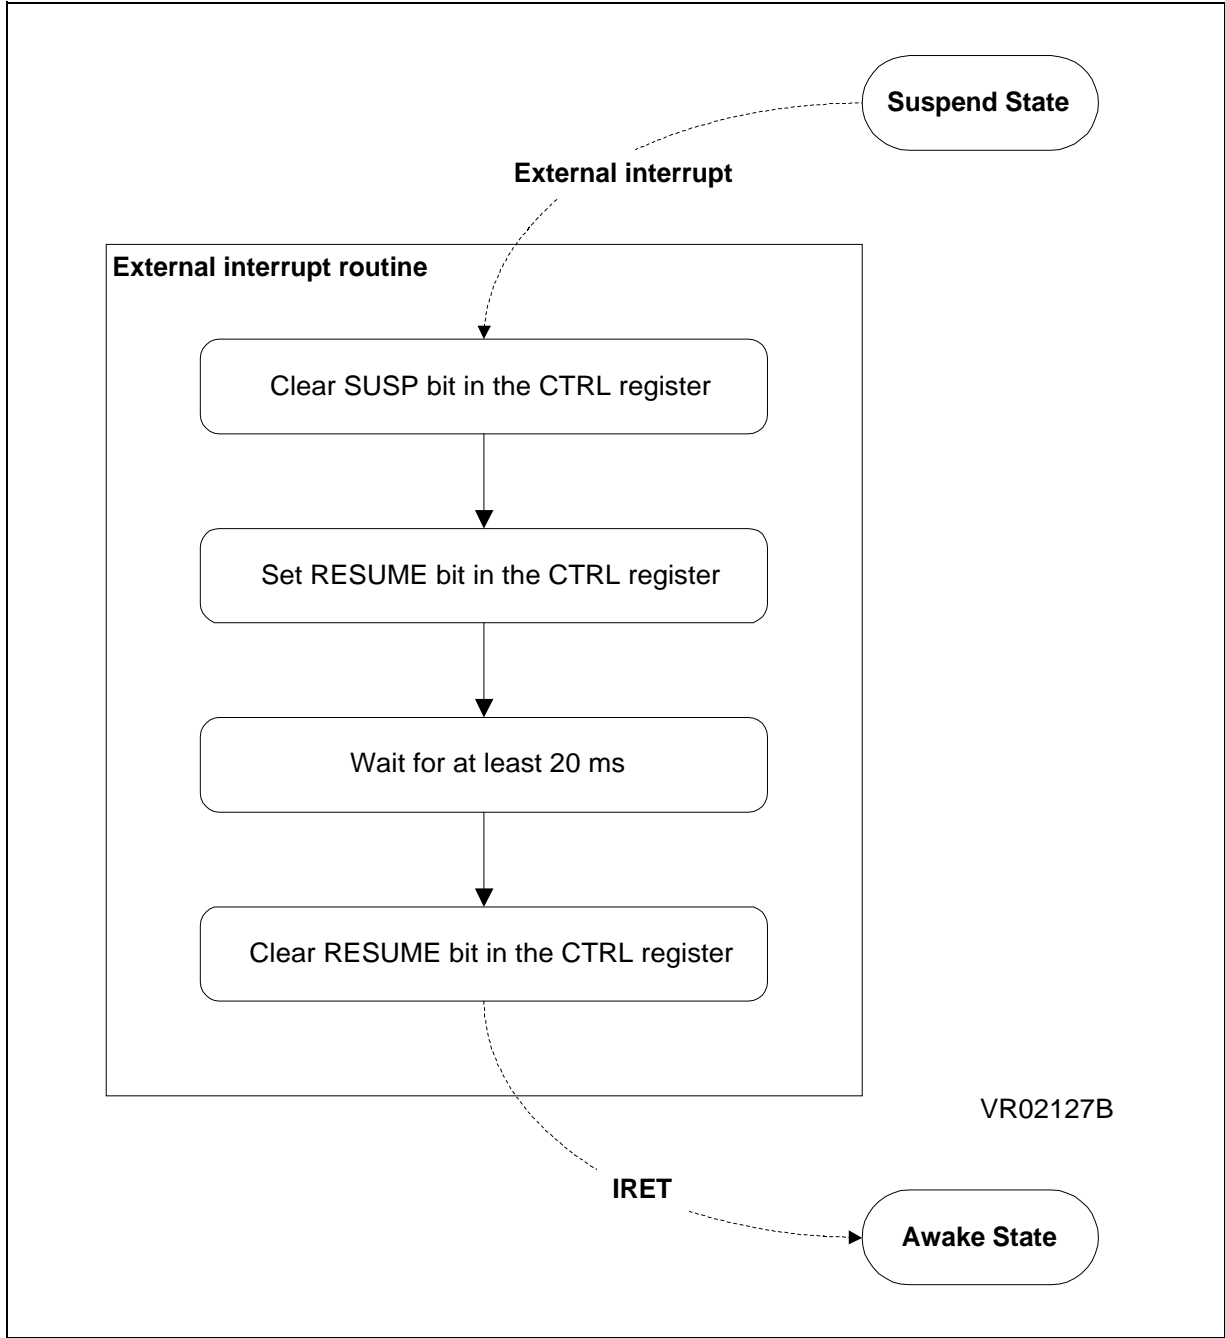 Suspend State
External interrupt
External interrupt routine
Clear SUSP bit in the CTRL register
Set RESUME bit in the CTRL register
Wait for at least 20 ms
Clear RESUME bit in the CTRL register
VR02127B
IRET
Awake State